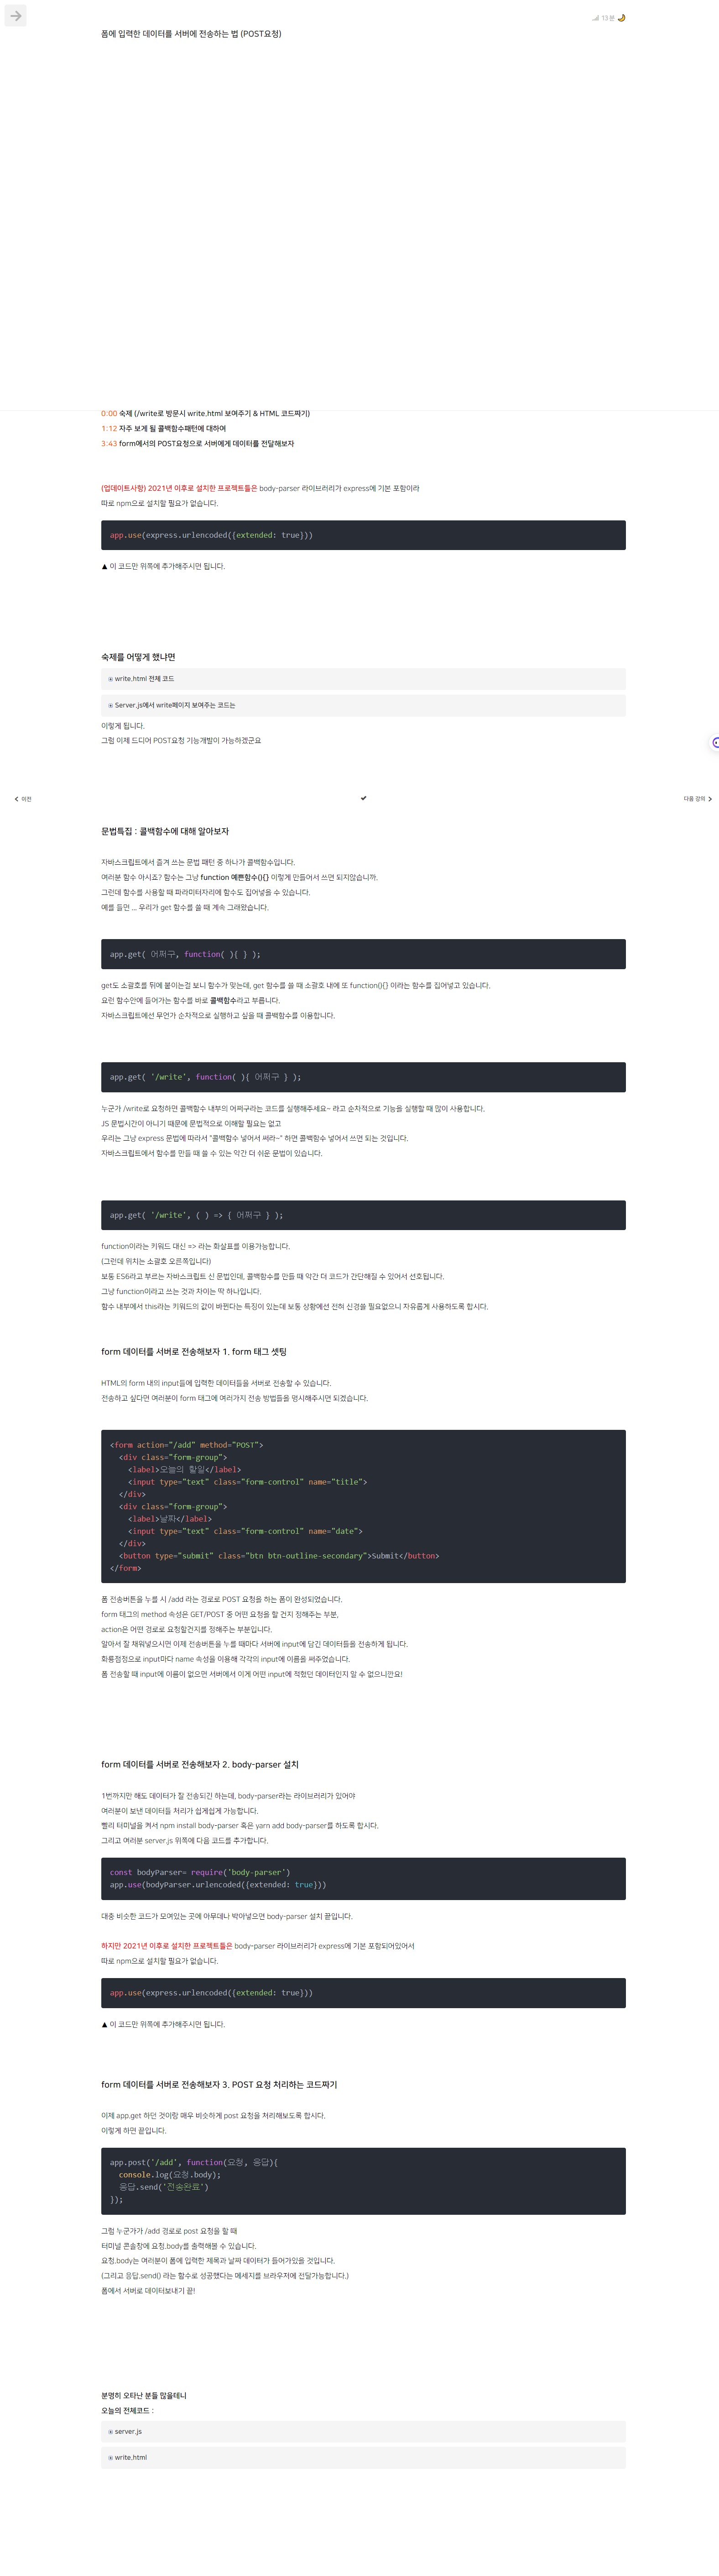 13분
폼에 입력한 데이터를 서버에 전송하는 법 (POST요청)
0:00 숙제 (/write로 방문시 write.html 보여주기 & HTML 코드짜기)
1:12 자주 보게 될 콜백함수패턴에 대하여
3:43 form에서의 POST요청으로 서버에게 데이터를 전달해보자
(업데이트사항) 2021년 이후로 설치한 프로젝트들은 body-parser 라이브러리가 express에 기본 포함이라
따로 npm으로 설치할 필요가 없습니다.
app.use(express.urlencoded({extended: true}))
▲ 이 코드만 위쪽에 추가해주시면 됩니다.
숙제를 어떻게 했냐면
write.html 전체 코드
Server.js에서 write페이지 보여주는 코드는
이렇게 됩니다.
그럼 이제 드디어 POST요청 기능개발이 가능하겠군요
이전
다음 강의
문법특집 : 콜백함수에 대해 알아보자
자바스크립트에서 즐겨 쓰는 문법 패턴 중 하나가 콜백함수입니다.
여러분 함수 아시죠? 함수는 그냥 function 예쁜함수(){} 이렇게 만들어서 쓰면 되지않습니까.
그런데 함수를 사용할 때 파라미터자리에 함수도 집어넣을 수 있습니다.
예를 들면 ... 우리가 get 함수를 쓸 때 계속 그래왔습니다.
app.get( 어쩌구, function( ){ } );
get도 소괄호를 뒤에 붙이는걸 보니 함수가 맞는데, get 함수를 쓸 때 소괄호 내에 또 function(){} 이라는 함수를 집어넣고 있습니다.
요런 함수안에 들어가는 함수를 바로 콜백함수라고 부릅니다.
자바스크립트에선 무언가 순차적으로 실행하고 싶을 때 콜백함수를 이용합니다.
app.get( '/write', function( ){ 어쩌구 } );
누군가 /write로 요청하면 콜백함수 내부의 어쩌구라는 코드를 실행해주세요~ 라고 순차적으로 기능을 실행할 때 많이 사용합니다.
JS 문법시간이 아니기 때문에 문법적으로 이해할 필요는 없고
우리는 그냥 express 문법에 따라서 "콜백함수 넣어서 써라~" 하면 콜백함수 넣어서 쓰면 되는 것입니다.
자바스크립트에서 함수를 만들 때 쓸 수 있는 약간 더 쉬운 문법이 있습니다.
app.get( '/write', ( ) => { 어쩌구 } );
function이라는 키워드 대신 => 라는 화살표를 이용가능합니다.
(그런데 위치는 소괄호 오른쪽입니다)
보통 ES6라고 부르는 자바스크립트 신 문법인데, 콜백함수를 만들 때 약간 더 코드가 간단해질 수 있어서 선호됩니다.
그냥 function이라고 쓰는 것과 차이는 딱 하나입니다.
함수 내부에서 this라는 키워드의 값이 바뀐다는 특징이 있는데 보통 상황에선 전혀 신경쓸 필요없으니 자유롭게 사용하도록 합시다.
form 데이터를 서버로 전송해보자 1. form 태그 셋팅
HTML의 form 내의 input들에 입력한 데이터들을 서버로 전송할 수 있습니다.
전송하고 싶다면 여러분이 form 태그에 여러가지 전송 방법들을 명시해주시면 되겠습니다.
<form action="/add" method="POST">
<div class="form-group">
<label>오늘의 할일</label>
<input type="text" class="form-control" name="title">
</div>
<div class="form-group">
<label>날짜</label>
<input type="text" class="form-control" name="date">
</div>
<button type="submit" class="btn btn-outline-secondary">Submit</button>
</form>
폼 전송버튼을 누를 시 /add 라는 경로로 POST 요청을 하는 폼이 완성되었습니다.
form 태그의 method 속성은 GET/POST 중 어떤 요청을 할 건지 정해주는 부분,
action은 어떤 경로로 요청할건지를 정해주는 부분입니다.
알아서 잘 채워넣으시면 이제 전송버튼을 누를 때마다 서버에 input에 담긴 데이터들을 전송하게 됩니다.
화룡점정으로 input마다 name 속성을 이용해 각각의 input에 이름을 써주었습니다.
폼 전송할 때 input에 이름이 없으면 서버에서 이게 어떤 input에 적혔던 데이터인지 알 수 없으니깐요!
form 데이터를 서버로 전송해보자 2. body-parser 설치
1번까지만 해도 데이터가 잘 전송되긴 하는데, body-parser라는 라이브러리가 있어야
여러분이 보낸 데이터들 처리가 쉽게쉽게 가능합니다.
빨리 터미널을 켜서 npm install body-parser 혹은 yarn add body-parser를 하도록 합시다.
그리고 여러분 server.js 위쪽에 다음 코드를 추가합니다.
const bodyParser= require('body-parser')
app.use(bodyParser.urlencoded({extended: true}))
대충 비슷한 코드가 모여있는 곳에 아무데나 박아넣으면 body-parser 설치 끝입니다.
하지만 2021년 이후로 설치한 프로젝트들은 body-parser 라이브러리가 express에 기본 포함되어있어서
따로 npm으로 설치할 필요가 없습니다.
app.use(express.urlencoded({extended: true}))
▲ 이 코드만 위쪽에 추가해주시면 됩니다.
form 데이터를 서버로 전송해보자 3. POST 요청 처리하는 코드짜기
이제 app.get 하던 것이랑 매우 비슷하게 post 요청을 처리해보도록 합시다.
이렇게 하면 끝입니다.
app.post('/add', function(요청, 응답){
console.log(요청.body);
응답.send('전송완료')
});
그럼 누군가가 /add 경로로 post 요청을 할 때
터미널 콘솔창에 요청.body를 출력해볼 수 있습니다.
요청.body는 여러분이 폼에 입력한 제목과 날짜 데이터가 들어가있을 것입니다.
(그리고 응답.send() 라는 함수로 성공했다는 메세지를 브라우저에 전달가능합니다.)
폼에서 서버로 데이터보내기 끝!
분명히 오타난 분들 많을테니
오늘의 전체코드 :
server.js
write.html